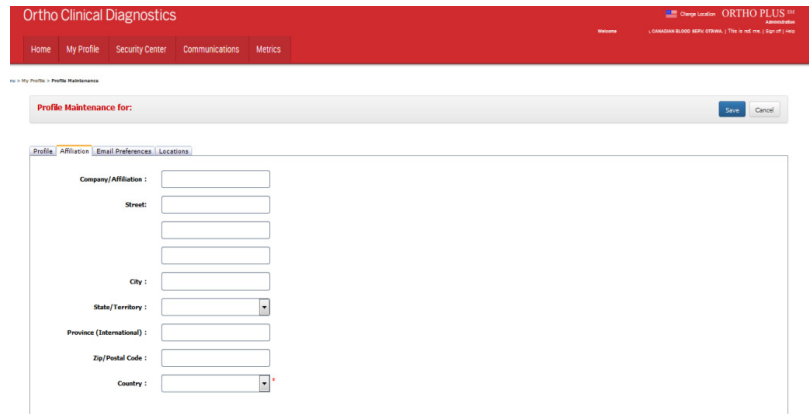 Ortho Clinical Diagnostics
Change Location ORTHO PLUS
Administration
Welcome , CANADIAN BLOOD SERV. OTTAWA. | This is not me. | Sign off | Help
Home My Profile Security Center Communications Metrics
> My Profile > Profile Maintenance
Profile Maintenance for: Save Cancel
Profile Affiliation Email Preferences Locations
Company/Affiliation :
Street:
City :
State/Territory :
Province (International) :
Zip/Postal Code :
Country : *